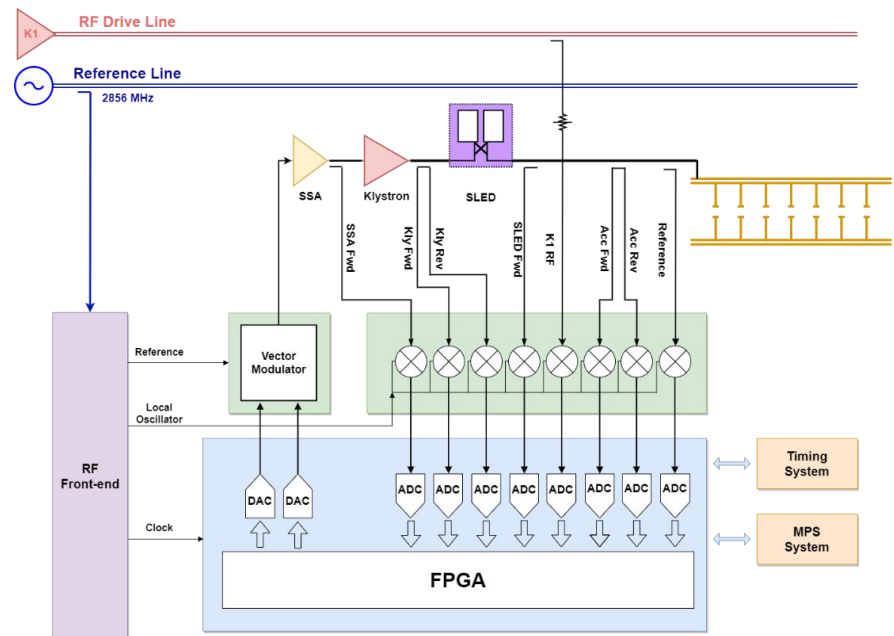 K1
RF Drive Line
Reference Line
2856 MHz
SSA
Klystron
SLED
SSA Fwd
Kly Fwd
Kly Rev
SLED Fwd
K1 RF
Acc Fwd
Acc Rev
Reference
Reference
Vector
Modulator
Local
Oscillator
RF
Front-end
Clock
DAC
DAC
ADC
ADC
ADC
ADC
ADC
ADC
ADC
ADC
FPGA
Timing
System
MPS
System